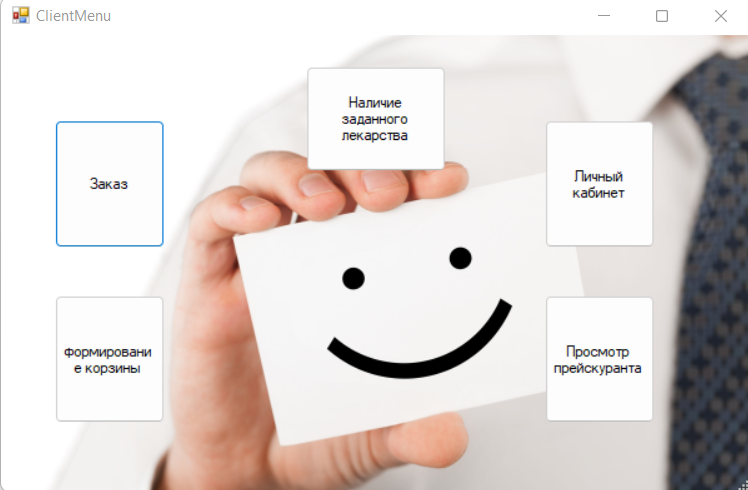 ClientMenu
Наличие
заданного
лекарства
Заказ
Личный
кабинет
Формировани
е корзины
Просмотр
прейскуранта